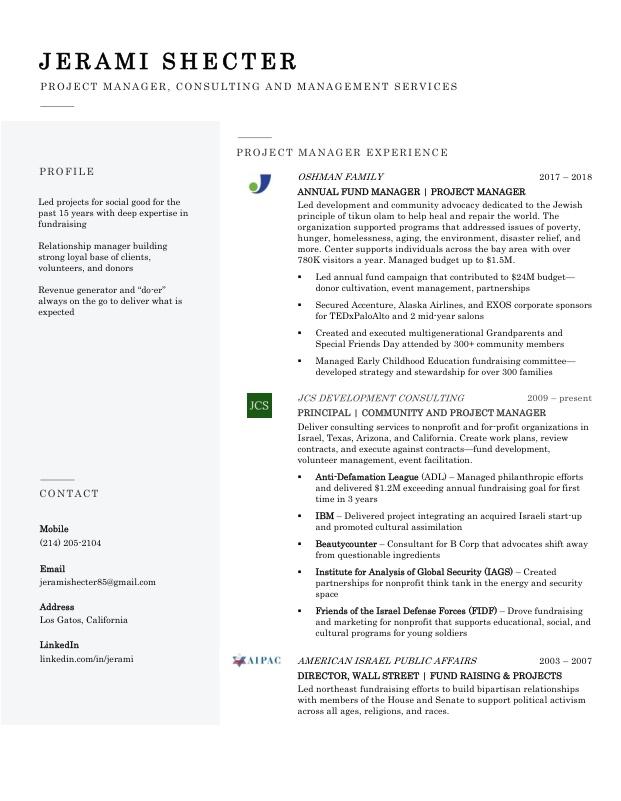 JERAMI SHECTER
PROJECT MANAGER, CONSULTING AND MANAGEMENT SERVICES
PROFILE
Led projects for social good for the
past 15 years with deep expertise in
fundraising
Relationship manager building
strong loyal base of clients,
volunteers, and donors
Revenue generator and “do-er”
always on the go to deliver what is
expected
CONTACT
Mobile
(214) 205-2104
Email
jeramishecter85@gmail.com
Address
Los Gatos, California
LinkedIn
linkedin.com/in/jerami
PROJECT MANAGER EXPERIENCE
OSHMAN FAMILY 2017 – 2018
ANNUAL FUND MANAGER | PROJECT MANAGER
Led development and community advocacy dedicated to the Jewish
principle of tikun olam to help heal and repair the world. The
organization supported programs that addressed issues of poverty,
hunger, homelessness, aging, the environment, disaster relief, and
more. Center supports individuals across the bay area with over
780K visitors a year. Managed budget up to $1.5M.
▪ Led annual fund campaign that contributed to $24M budget—
donor cultivation, event management, partnerships
▪ Secured Accenture, Alaska Airlines, and EXOS corporate sponsors
for TEDxPaloAlto and 2 mid-year salons
▪ Created and executed multigenerational Grandparents and
Special Friends Day attended by 300+ community members
▪ Managed Early Childhood Education fundraising committee—
developed strategy and stewardship for over 300 families
JCS
JCS DEVELOPMENT CONSULTING 2009 – present
PRINCIPAL | COMMUNITY AND PROJECT MANAGER
Deliver consulting services to nonprofit and for-profit organizations in
Israel, Texas, Arizona, and California. Create work plans, review
contracts, and execute against contracts—fund development,
volunteer management, event facilitation.
▪ Anti-Defamation League (ADL) – Managed philanthropic efforts
and delivered $1.2M exceeding annual fundraising goal for first
time in 3 years
▪ IBM – Delivered project integrating an acquired Israeli start-up
and promoted cultural assimilation
▪ Beautycounter – Consultant for B Corp that advocates shift away
from questionable ingredients
▪ Institute for Analysis of Global Security (IAGS) – Created
partnerships for nonprofit think tank in the energy and security
space
▪ Friends of the Israel Defense Forces (FIDF) – Drove fundraising
and marketing for nonprofit that supports educational, social, and
cultural programs for young soldiers
AIPAC
AMERICAN ISRAEL PUBLIC AFFAIRS 2003 – 2007
DIRECTOR, WALL STREET | FUND RAISING & PROJECTS
Led northeast fundraising efforts to build bipartisan relationships
with members of the House and Senate to support political activism
across all ages, religions, and races.